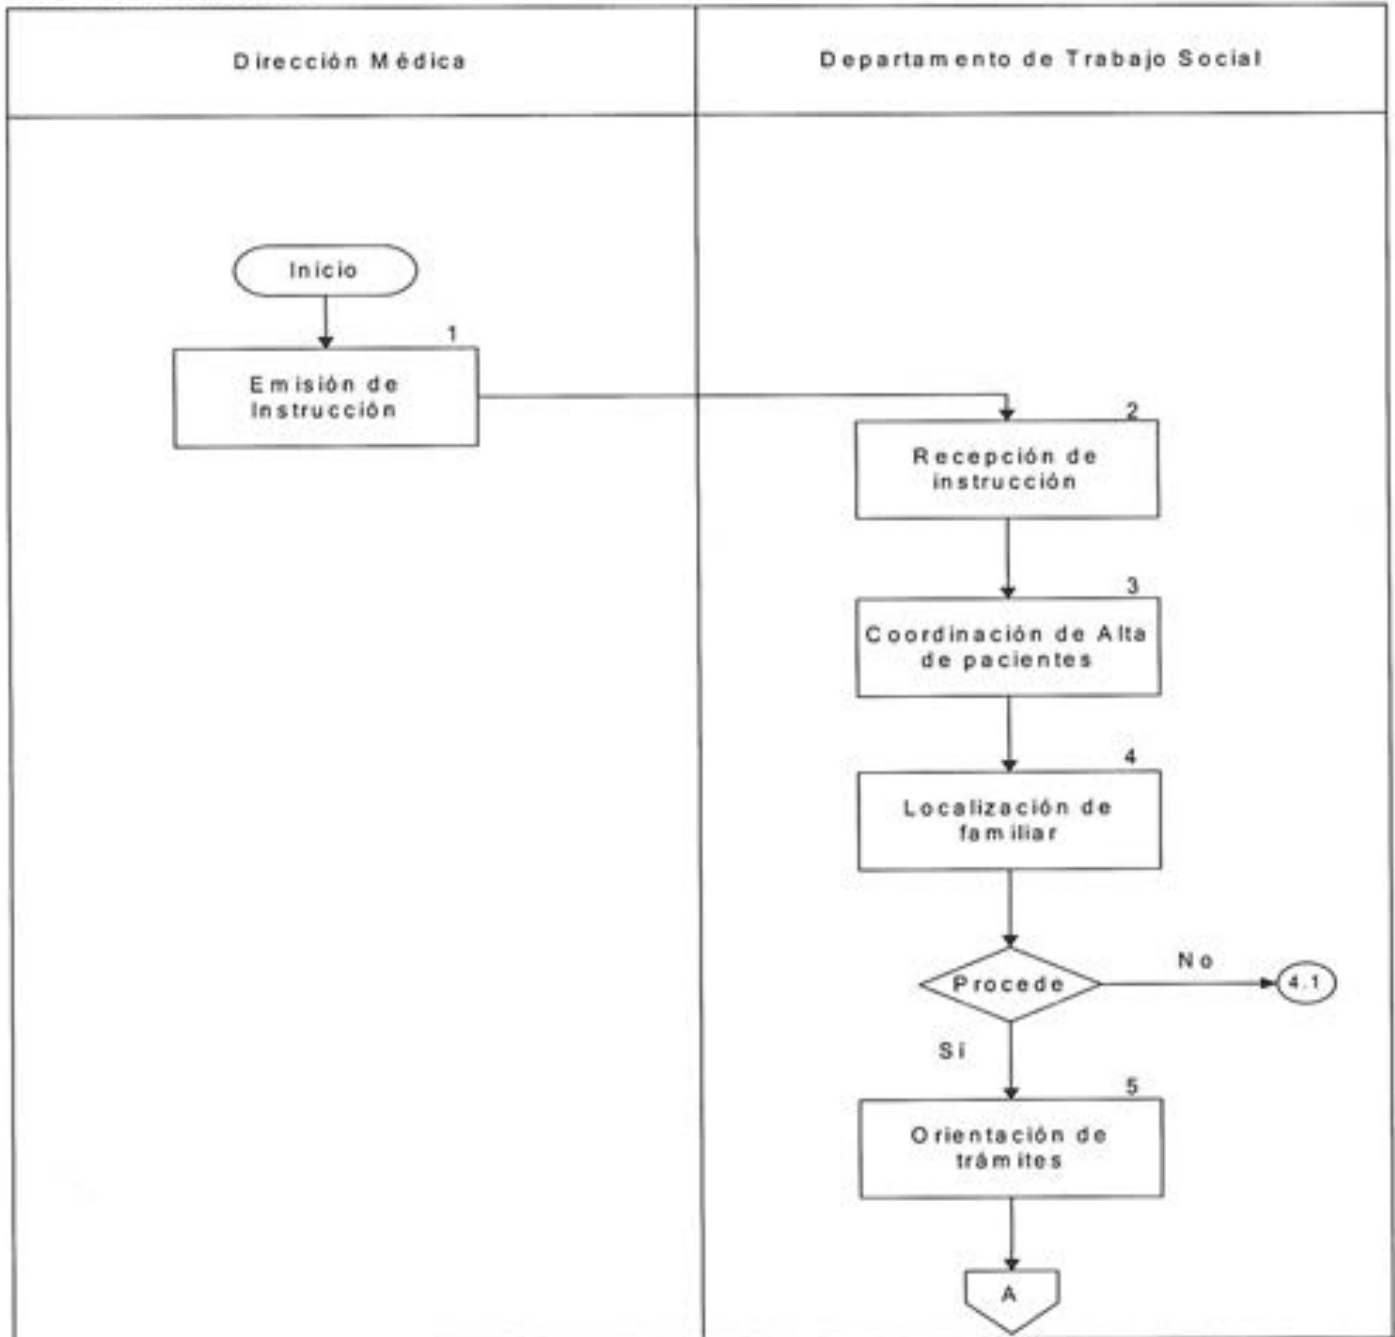 Dirección Médica
Departamento de Trabajo Social
Inicio
1
Emisión de
Instrucción
2
Recepción de
instrucción
3
Coordinación de Alta
de pacientes
4
Localización de
familiar
Procede
No
4.1
Si
5
Orientación de
trámites
A